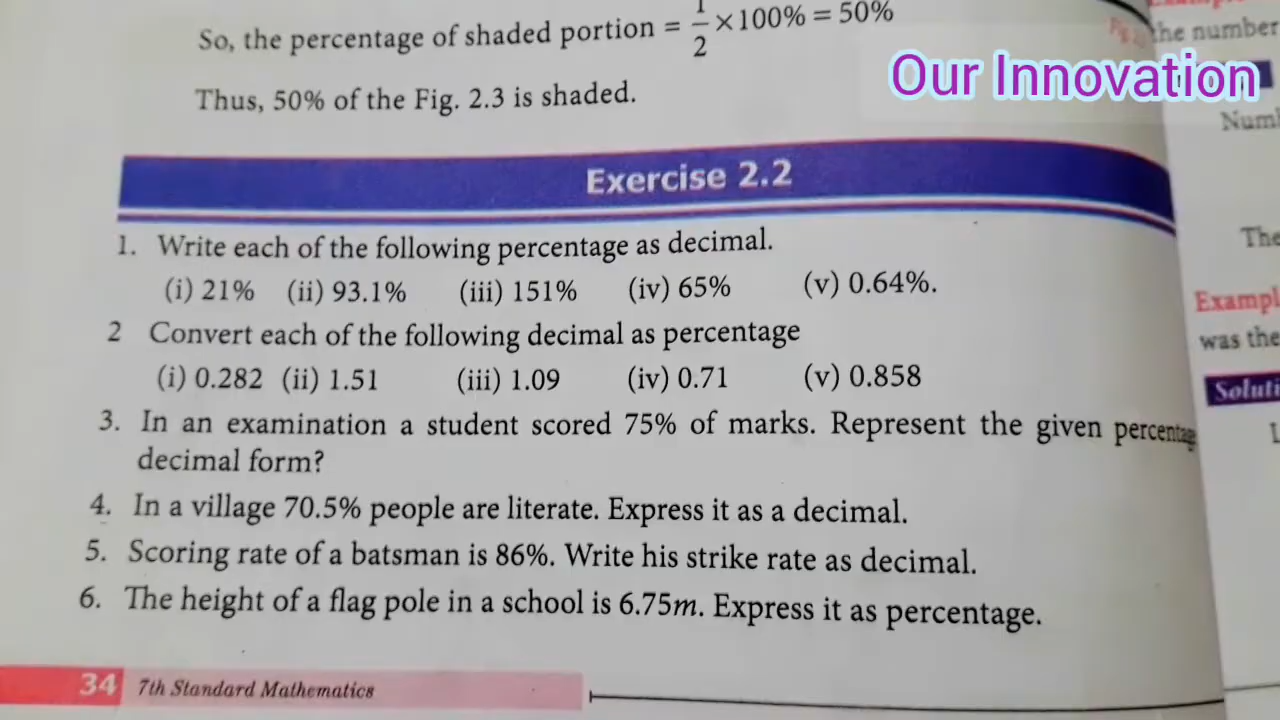 So, the percentage of shaded portion = 1/2 × 100% = 50%
Thus, 50% of the Fig. 2.3 is shaded.
Our Innovation
Exercise 2.2
1. Write each of the following percentage as decimal.
(i) 21% (ii) 93.1% (iii) 151% (iv) 65% (v) 0.64%.
2 Convert each of the following decimal as percentage
(i) 0.282 (ii) 1.51 (iii) 1.09 (iv) 0.71 (v) 0.858
3. In an examination a student scored 75% of marks. Represent the given percentage
decimal form?
4. In a village 70.5% people are literate. Express it as a decimal.
5. Scoring rate of a batsman is 86%. Write his strike rate as decimal.
6. The height of a flag pole in a school is 6.75m. Express it as percentage.
34 7th Standard Mathematics
the number
The
was the